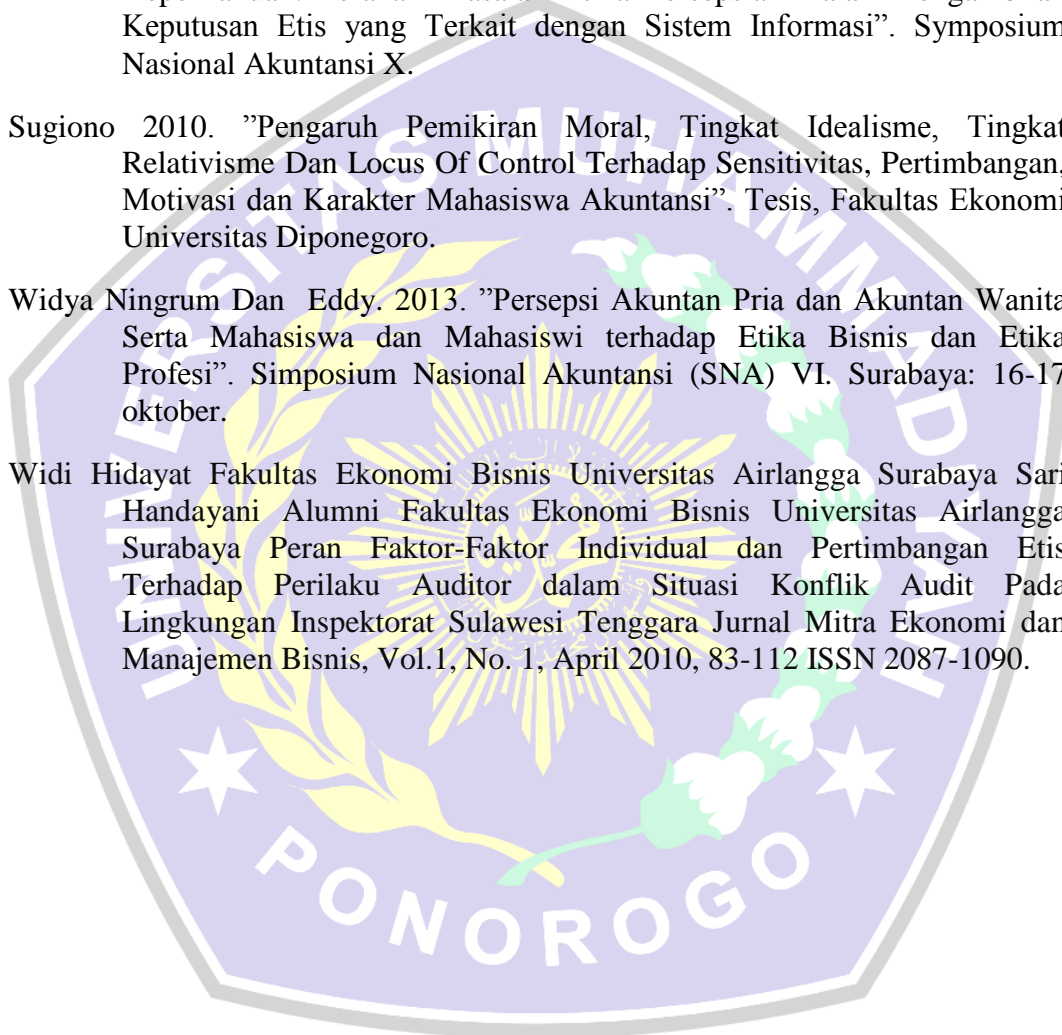 Keputusan Etis yang Terkait dengan Sistem Informasi”. Symposium
Nasional Akuntansi X.
Sugiono 2010. ”Pengaruh Pemikiran Moral, Tingkat Idealisme, Tingkat
Relativisme Dan Locus Of Control Terhadap Sensitivitas, Pertimbangan,
Motivasi dan Karakter Mahasiswa Akuntansi”. Tesis, Fakultas Ekonomi
Universitas Diponegoro.
Widya Ningrum Dan Eddy. 2013. ”Persepsi Akuntan Pria dan Akuntan Wanita
Serta Mahasiswa dan Mahasiswi terhadap Etika Bisnis dan Etika
Profesi”. Simposium Nasional Akuntansi (SNA) VI. Surabaya: 16-17
oktober.
Widi Hidayat Fakultas Ekonomi Bisnis Universitas Airlangga Surabaya Sari
Handayani Alumni Fakultas Ekonomi Bisnis Universitas Airlangga
Surabaya Peran Faktor-Faktor Individual dan Pertimbangan Etis
Terhadap Perilaku Auditor dalam Situasi Konflik Audit Pada
Lingkungan Inspektorat Sulawesi Tenggara Jurnal Mitra Ekonomi dan
Manajemen Bisnis, Vol.1, No. 1, April 2010, 83-112 ISSN 2087-1090.
UNIVERSITAS MUHAMMADIYAH
PONOROGO